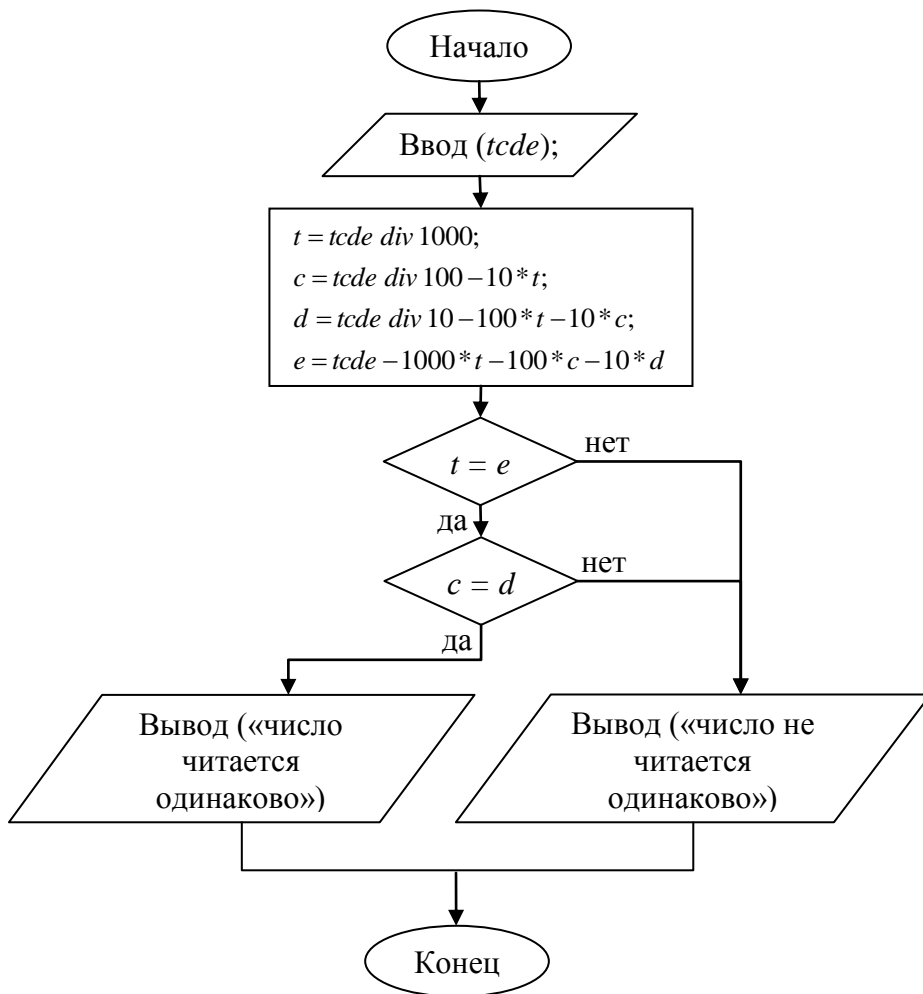 Начало
Ввод (tcde);
t = tcde div 1000;
c = tcde div 100 – 10 * t;
d = tcde div 10 – 100 * t – 10 * c;
e = tcde – 1000 * t – 100 * c – 10 * d
t = e
нет
да
c = d
нет
да
Вывод («число
читается
одинаково»)
Вывод («число не
читается
одинаково»)
Конец